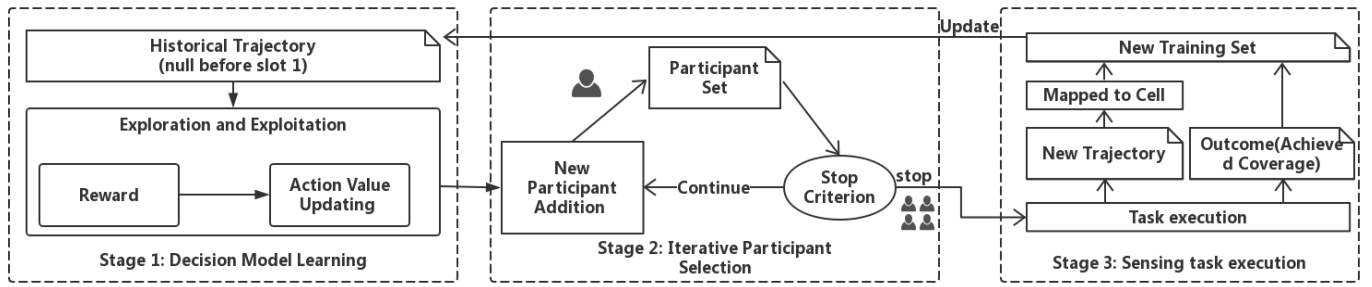 Historical Trajectory
(null before slot 1)
Exploration and Exploitation
Reward
Action Value
Updating
Stage 1: Decision Model Learning
Participant
Set
New
Participant
Addition
Continue
Stop
Criterion
stop
Stage 2: Iterative Participant
Selection
Update
New Training Set
Mapped to Cell
New Trajectory
Outcome(Achieve
d Coverage)
Task execution
Stage 3: Sensing task execution